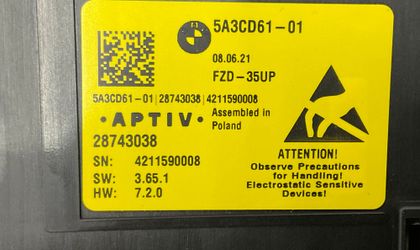 5A3CD61-01
08.06.21
FZD-35UP
5A3CD61-01|28743038|4211590008
• APTIV •
Assembled in
Poland
28743038
SN: 4211590008
SW: 3.65.1
HW: 7.2.0
ATTENTION!
Observe Precautions
for Handling!
Electrostatic Sensitive
Devices!